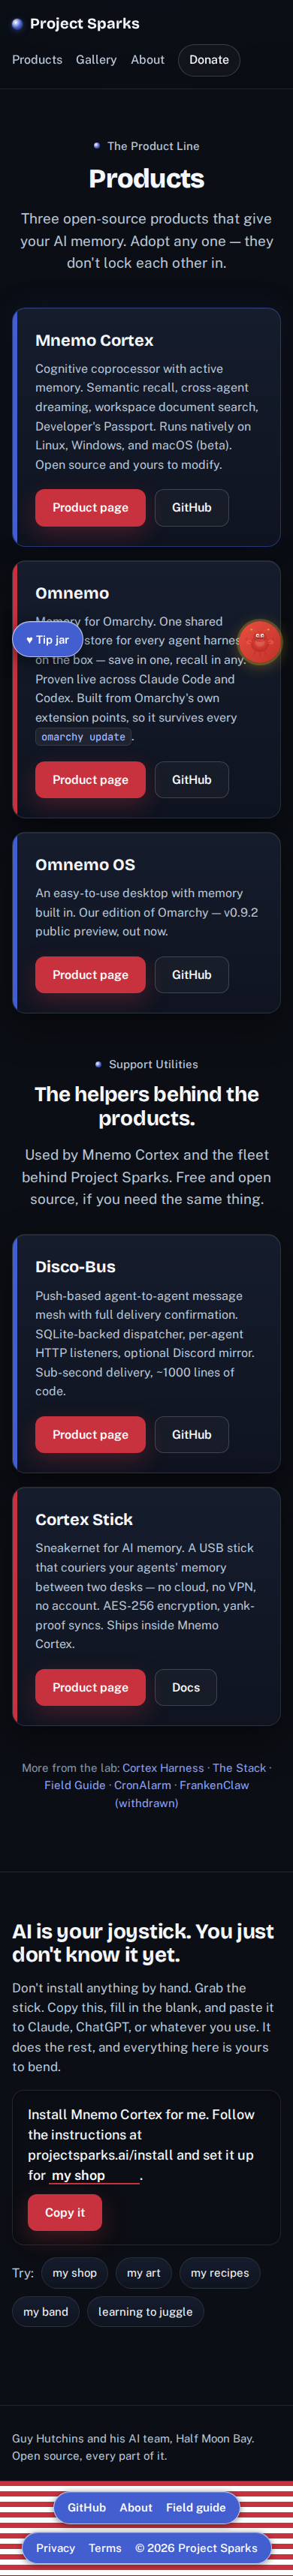 Project Sparks
Products Gallery About Donate
The Product Line
Products
Three open-source products that give
your AI memory. Adopt any one — they
don't lock each other in.
Mnemo Cortex
Cognitive coprocessor with active
memory. Semantic recall, cross-agent
dreaming, workspace document search,
Developer's Passport. Runs natively on
Linux, Windows, and macOS (beta).
Open source and yours to modify.
Product page GitHub
Omnemo
for Omarchy. One shared
♥ Tip jar
store for every agent
on the box — save in one, recall in any.
Proven live across Claude Code and
Codex. Built from Omarchy's own
extension points, so it survives every
omarchy update.
Product page GitHub
Omnemo OS
An easy-to-use desktop with memory
built in. Our edition of Omarchy — v0.9.2
public preview, out now.
Product page GitHub
Support Utilities
The helpers behind the
products.
Used by Mnemo Cortex and the fleet
behind Project Sparks. Free and open
source, if you need the same thing.
Disco-Bus
Push-based agent-to-agent message
mesh with full delivery confirmation.
SQLite-backed dispatcher, per-agent
HTTP listeners, optional Discord mirror.
Sub-second delivery, ~1000 lines of
code.
Product page GitHub
Cortex Stick
Sneakernet for AI memory. A USB stick
that couriers your agents' memory
between two desks — no cloud, no VPN,
no account. AES-256 encryption, yank-
proof syncs. Ships inside Mnemo
Cortex.
Product page Docs
More from the lab: Cortex Harness · The Stack ·
Field Guide · CronAlarm · FrankenClaw
(withdrawn)
AI is your joystick. You just
don't know it yet.
Don't install anything by hand. Grab the
stick. Copy this, fill in the blank, and paste it
to Claude, ChatGPT, or whatever you use. It
does the rest, and everything here is yours
to bend.
Install Mnemo Cortex for me. Follow
the instructions at
projectsparks.ai/install and set it up
for my shop.
Copy it
Try: my shop my art my recipes
my band learning to juggle
Guy Hutchins and his AI team, Half Moon Bay.
Open source, every part of it.
GitHub About Field guide
Privacy Terms © 2026 Project Sparks